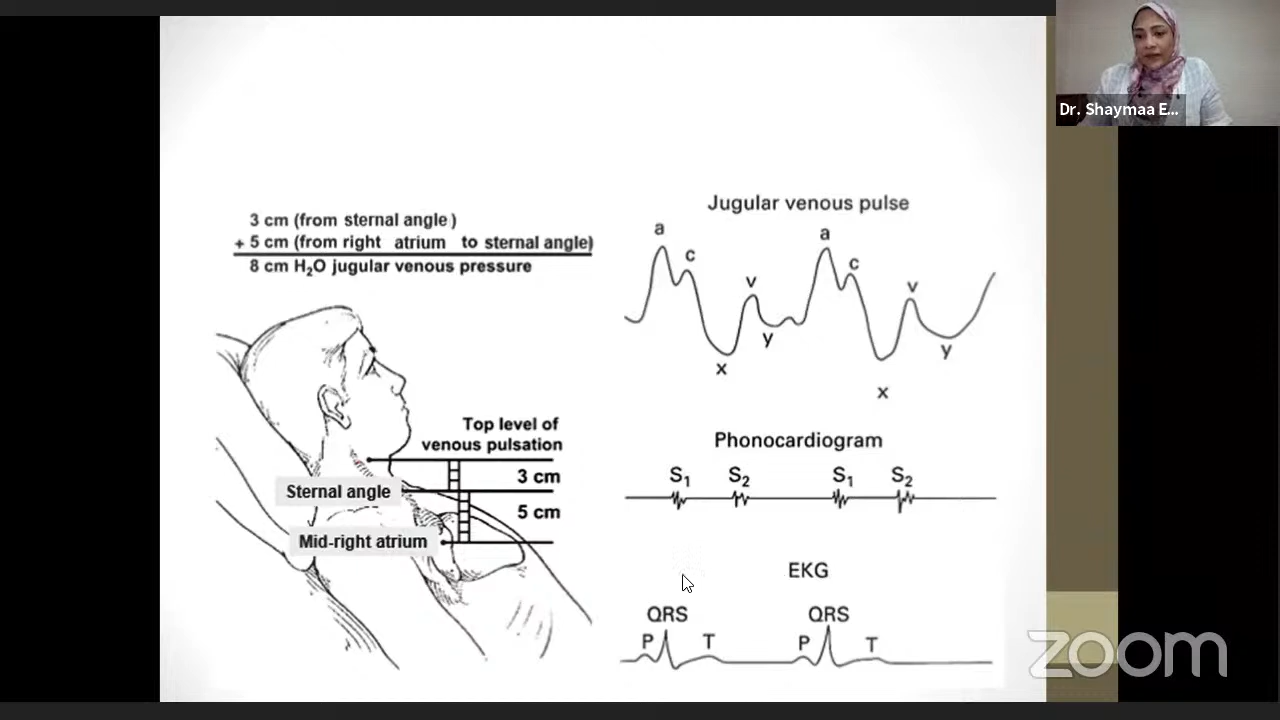 Dr. Shaymaa E...
3 cm (from sternal angle)
+ 5 cm (from right atrium to sternal angle)
8 cm H₂O jugular venous pressure
Top level of
venous pulsation
3 cm
Sternal angle
5 cm
Mid-right atrium
Jugular venous pulse
a c v a c v
x y x y
Phonocardiogram
S₁ S₂ S₁ S₂
EKG
QRS QRS
P T P T
zoom